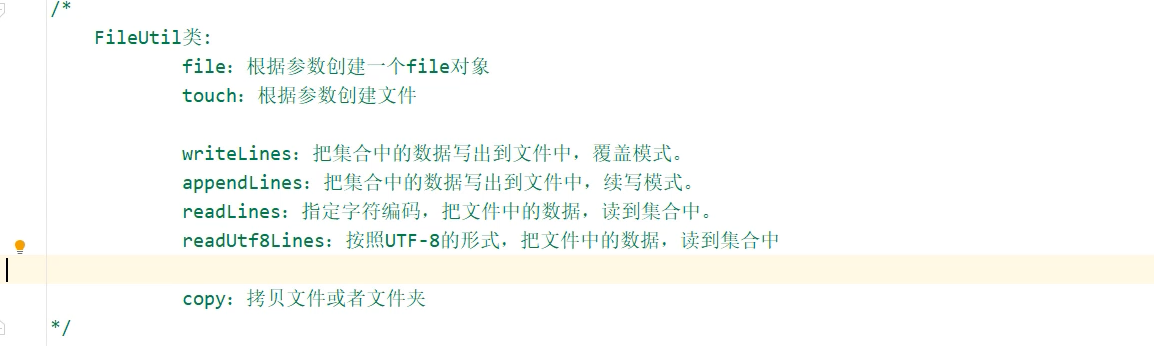 /*
FileUtil类:
file：根据参数创建一个file对象
touch：根据参数创建文件
writeLines：把集合中的数据写出到文件中，覆盖模式。
appendLines：把集合中的数据写出到文件中，续写模式。
readLines：指定字符编码，把文件中的数据，读到集合中。
readUtf8Lines：按照UTF-8的形式，把文件中的数据，读到集合中
copy：拷贝文件或者文件夹
*/